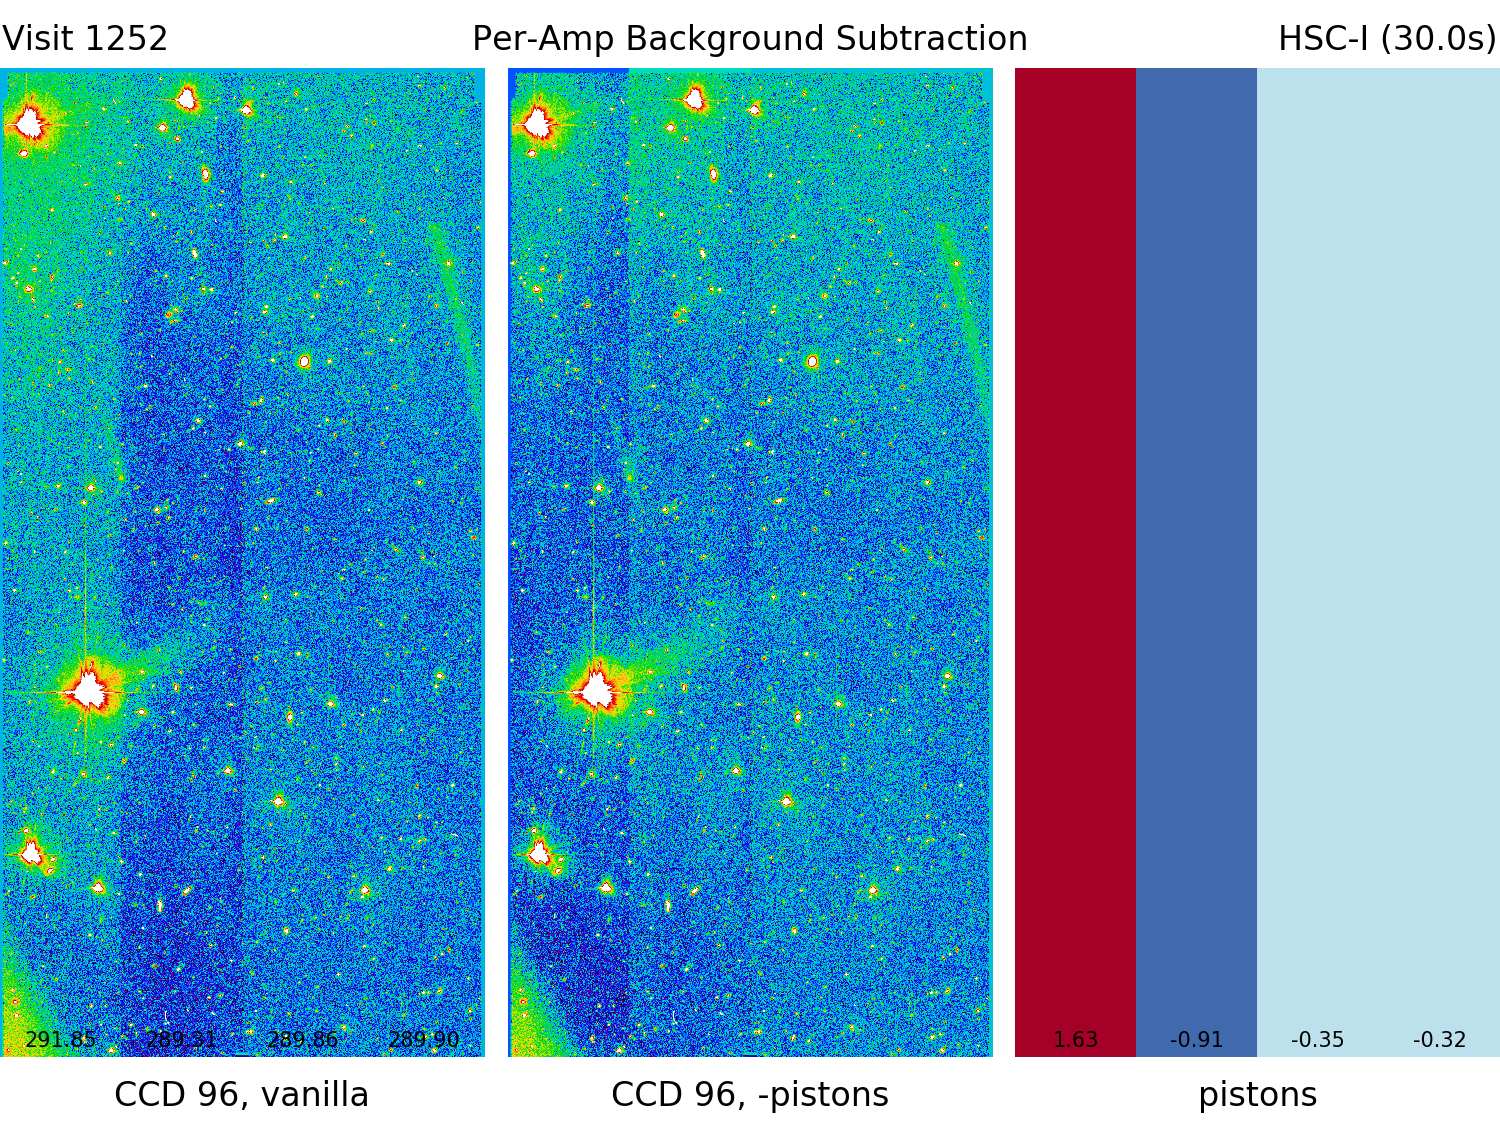 Visit 1252 Per-Amp Background Subtraction HSC-I (30.0s)
291.85 289.31 289.86 289.90 1.63 -0.91 -0.35 -0.32
CCD 96, vanilla CCD 96, -pistons pistons